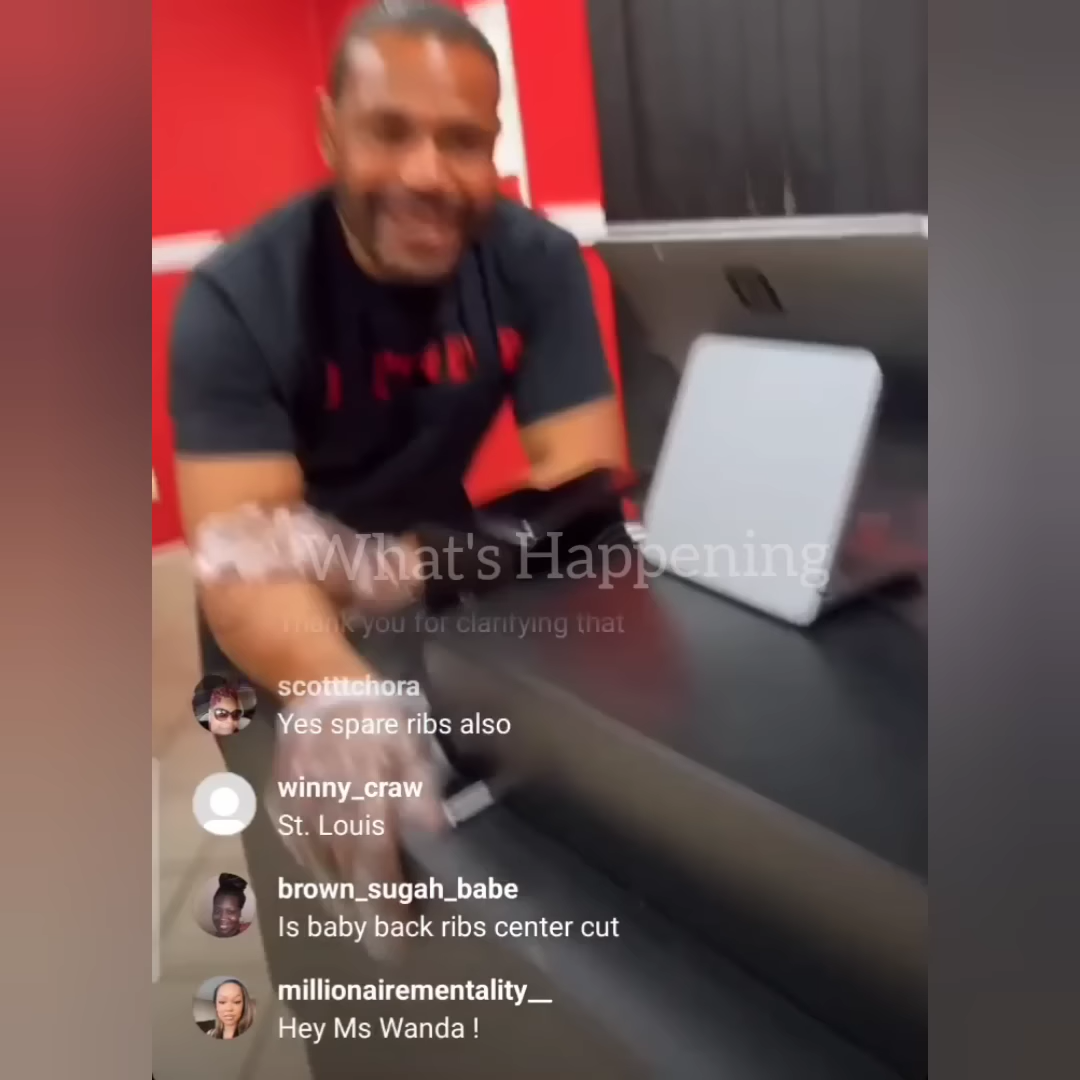 What's Happening
Thank you for clarifying that
scotttchora
Yes spare ribs also
winny_craw
St. Louis
brown_sugah_babe
Is baby back ribs center cut
millionairementality__
Hey Ms Wanda !